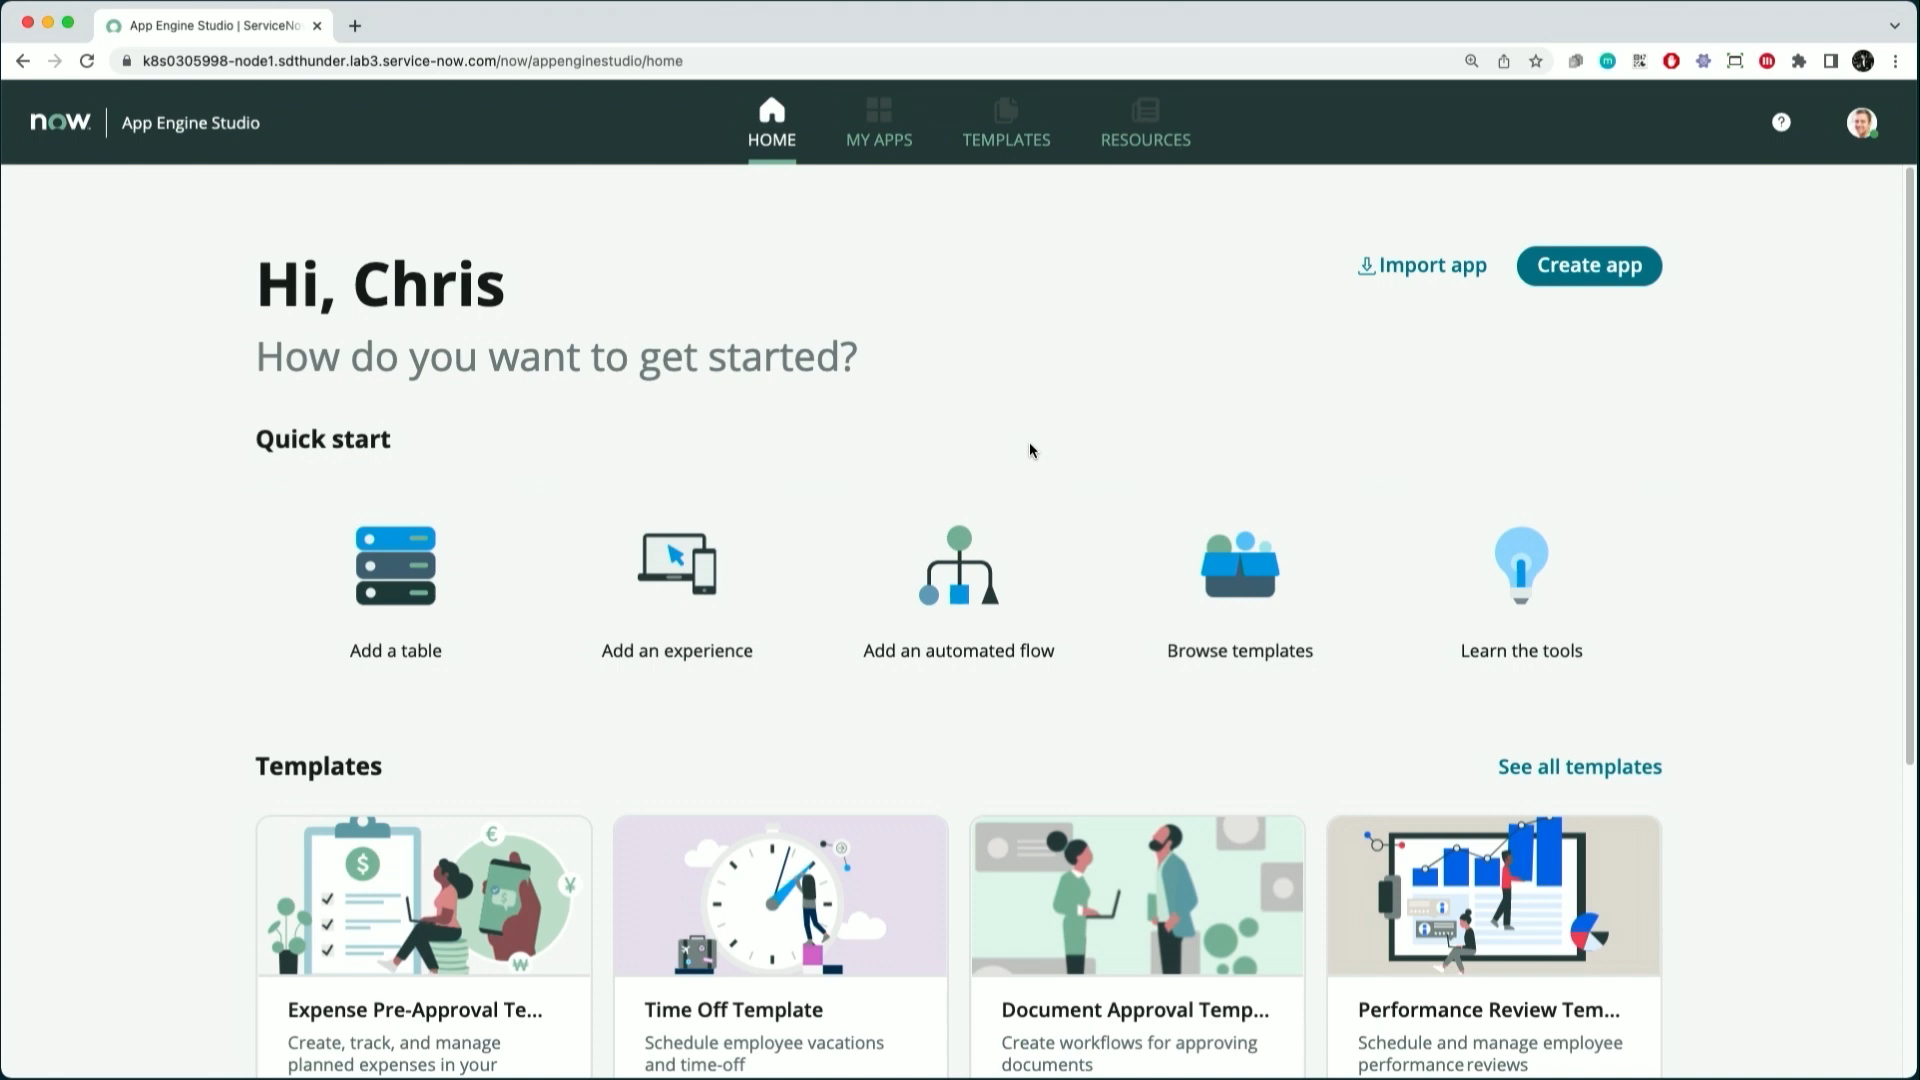 App Engine Studio | ServiceNo
k8s0305998-node1.sdthunder.lab3.service-now.com/now/appenginestudio/home
now.
App Engine Studio
HOME
MY APPS
TEMPLATES
RESOURCES
?
Hi, Chris
Import app
Create app
How do you want to get started?
Quick start
Add a table
Add an experience
Add an automated flow
Browse templates
Learn the tools
Templates
See all templates
Expense Pre-Approval Te...
Create, track, and manage
planned expenses in your
Time Off Template
Schedule employee vacations
and time-off
Document Approval Temp...
Create workflows for approving
documents
Performance Review Tem...
Schedule and manage employee
performance reviews